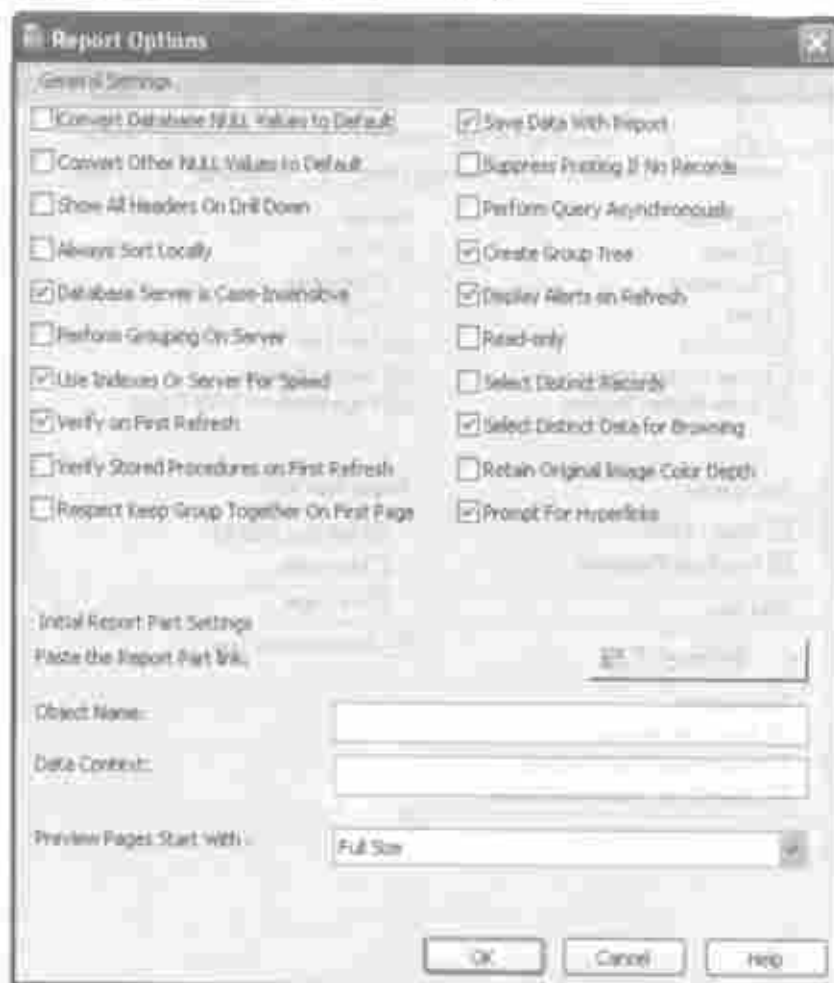 Report Options
General Settings
Convert Database NULL Values to Default
Convert Other NULL Values to Default
Show All Headers On Drill Down
Always Sort Locally
Database Server is Case-Insensitive
Perform Grouping On Server
Use Indexes Or Server For Speed
Verify on First Refresh
Verify Stored Procedures on First Refresh
Respect Keep Group Together On First Page
Save Data With Report
Suppress Printing If No Records
Perform Query Asynchronously
Create Group Tree
Display Alerts on Refresh
Read-only
Select Distinct Records
Select Distinct Data for Browsing
Retain Original Image Color Depth
Prompt For Hyperlinks
Initial Report Part Settings
Paste the Report Part link:
Object Name:
Data Context:
Preview Pages Start With :
Full Size
OK
Cancel
Help